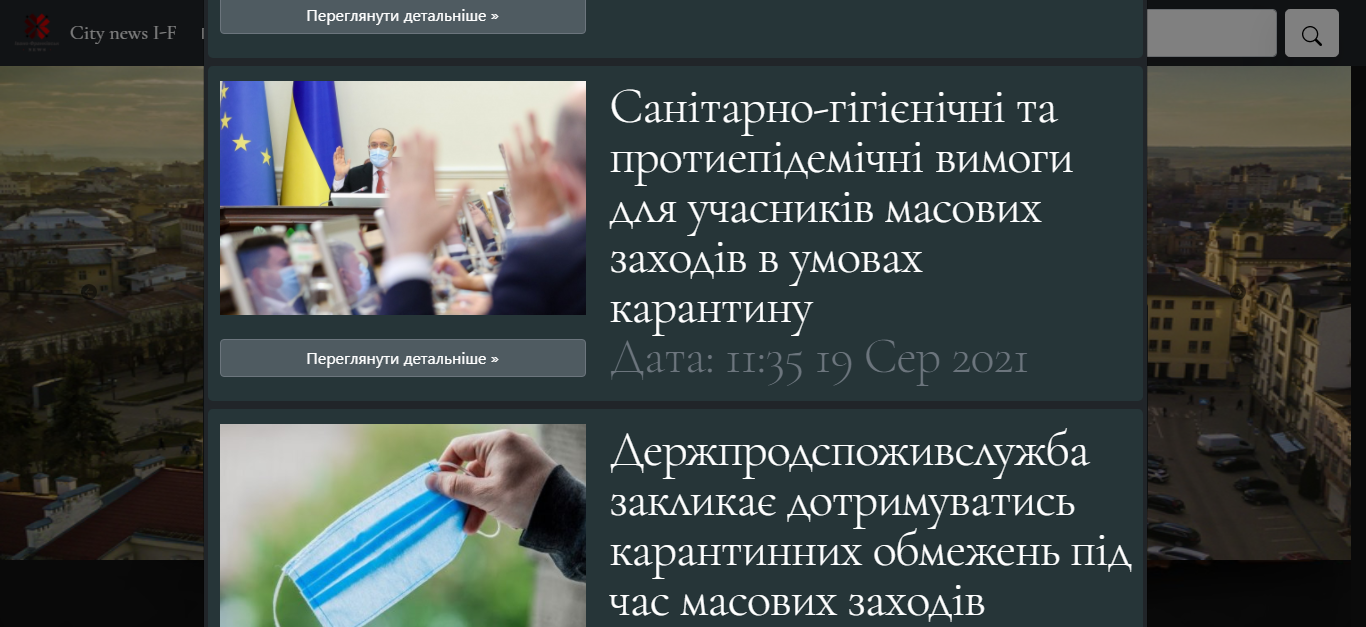 Переглянути детальніше »
City news I-F
Санітарно-гігієнічні та
протиепідемічні вимоги
для учасників масових
заходів в умовах
карантину
Дата: 11:35 19 Сер 2021
Переглянути детальніше »
Держпродспоживслужба
закликає дотримуватись
карантинних обмежень під
час масових заходів